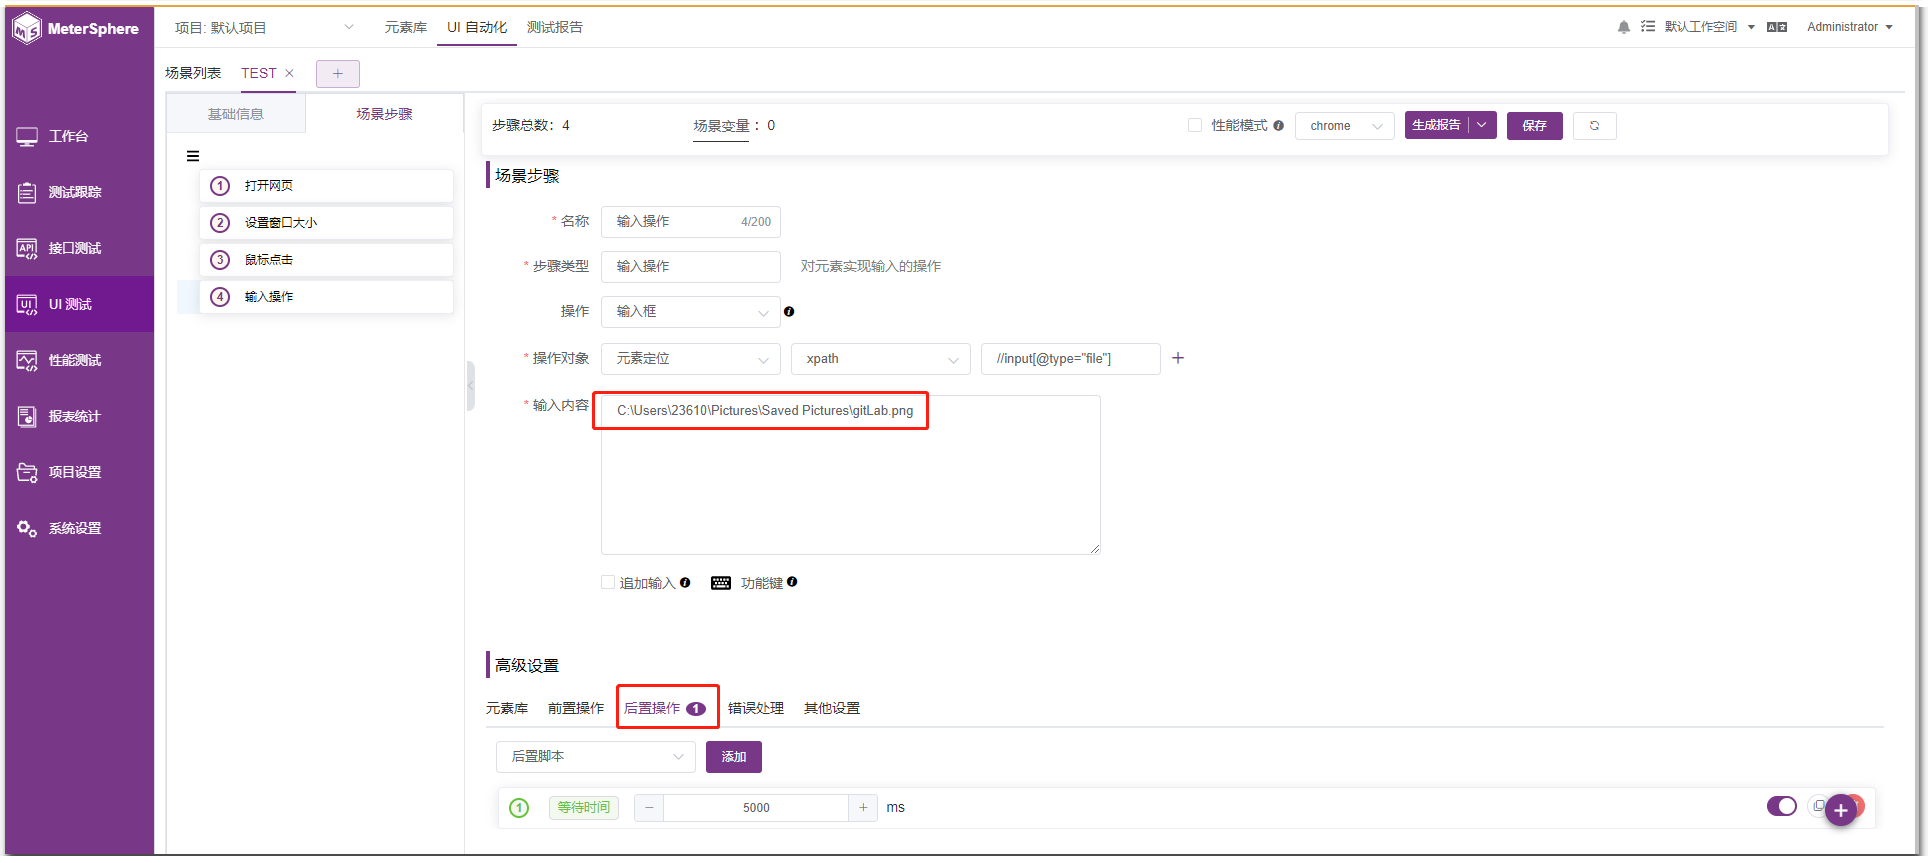 MeterSphere
项目: 默认项目
元素库
UI 自动化
测试报告
默认工作空间
Administrator
场景列表
TEST
工作台
测试跟踪
API
接口测试
UI
UI 测试
性能测试
报表统计
项目设置
系统设置
基础信息
场景步骤
1 打开网页
2 设置窗口大小
3 鼠标点击
4 输入操作
步骤总数：4
场景变量：0
性能模式
chrome
生成报告
保存
场景步骤
* 名称 输入操作 4/200
* 步骤类型 输入操作 对元素实现输入的操作
操作 输入框
* 操作对象 元素定位 xpath //input[@type="file"]
* 输入内容 C:\Users\23610\Pictures\Saved Pictures\gitLab.png
追加输入 功能键
高级设置
元素库 前置操作 后置操作 1 错误处理 其他设置
后置脚本 添加
1 等待时间 − 5000 + ms